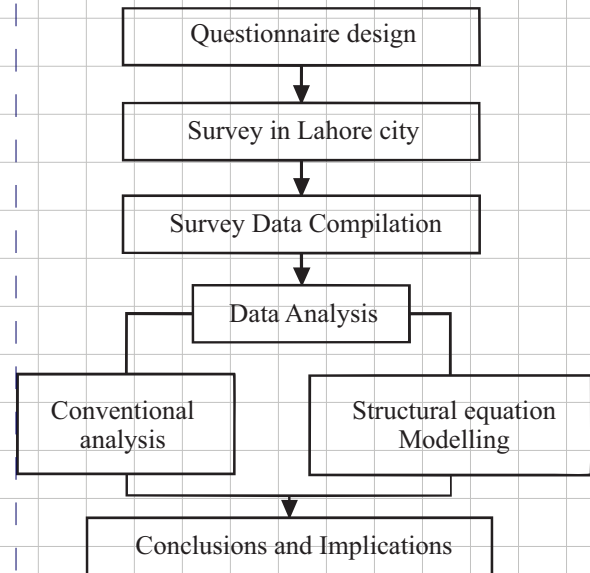 Questionnaire design
Survey in Lahore city
Survey Data Compilation
Data Analysis
Conventional
analysis
Structural equation
Modelling
Conclusions and Implications